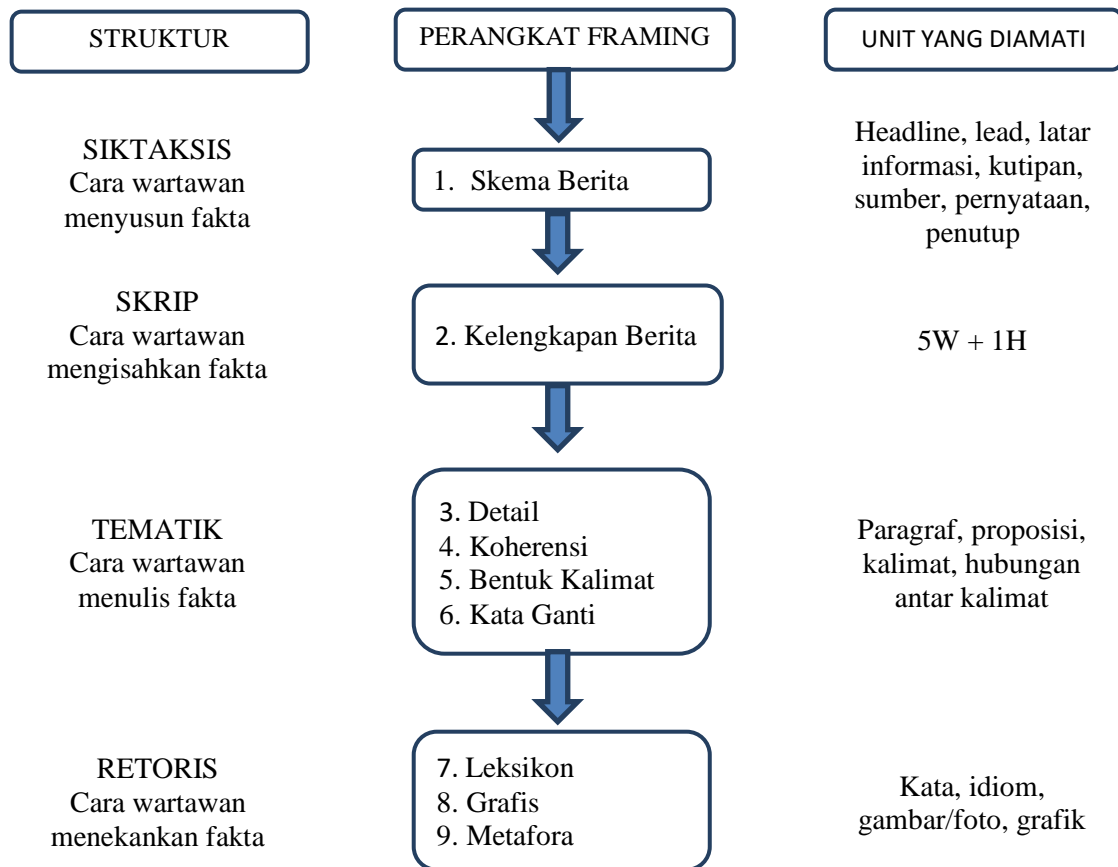 STRUKTUR
PERANGKAT FRAMING
UNIT YANG DIAMATI
SIKTAKSIS
Cara wartawan
menyusun fakta
1. Skema Berita
Headline, lead, latar
informasi, kutipan,
sumber, pernyataan,
penutup
SKRIP
Cara wartawan
mengisahkan fakta
2. Kelengkapan Berita
5W + 1H
TEMATIK
Cara wartawan
menulis fakta
3. Detail
4. Koherensi
5. Bentuk Kalimat
6. Kata Ganti
Paragraf, proposisi,
kalimat, hubungan
antar kalimat
RETORIS
Cara wartawan
menekankan fakta
7. Leksikon
8. Grafis
9. Metafora
Kata, idiom,
gambar/foto, grafik